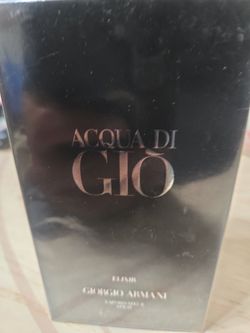 ACQUA DI
GIÒ
ELIXIR
GIORGIO ARMANI